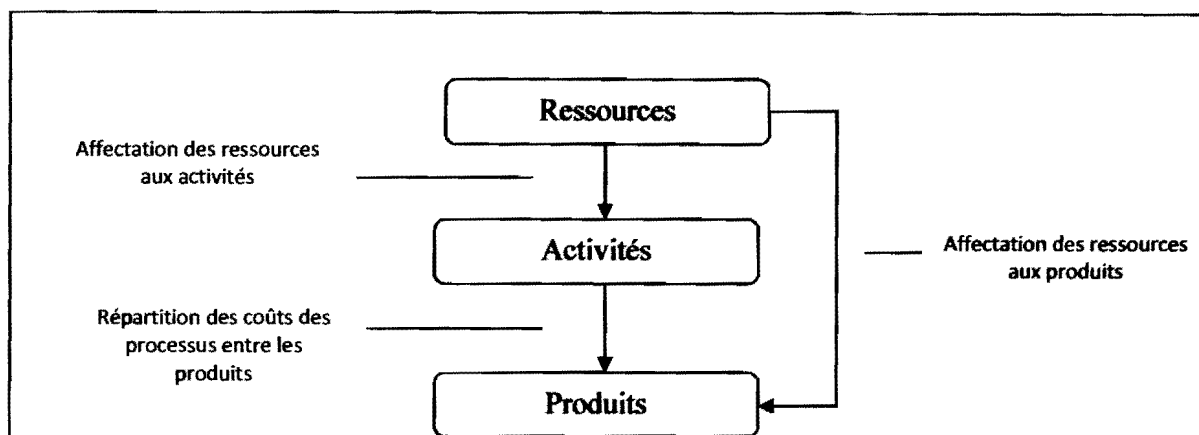 Ressources
Affectation des ressources
aux activités
Activités
Affectation des ressources
aux produits
Répartition des coûts des
processus entre les
produits
Produits